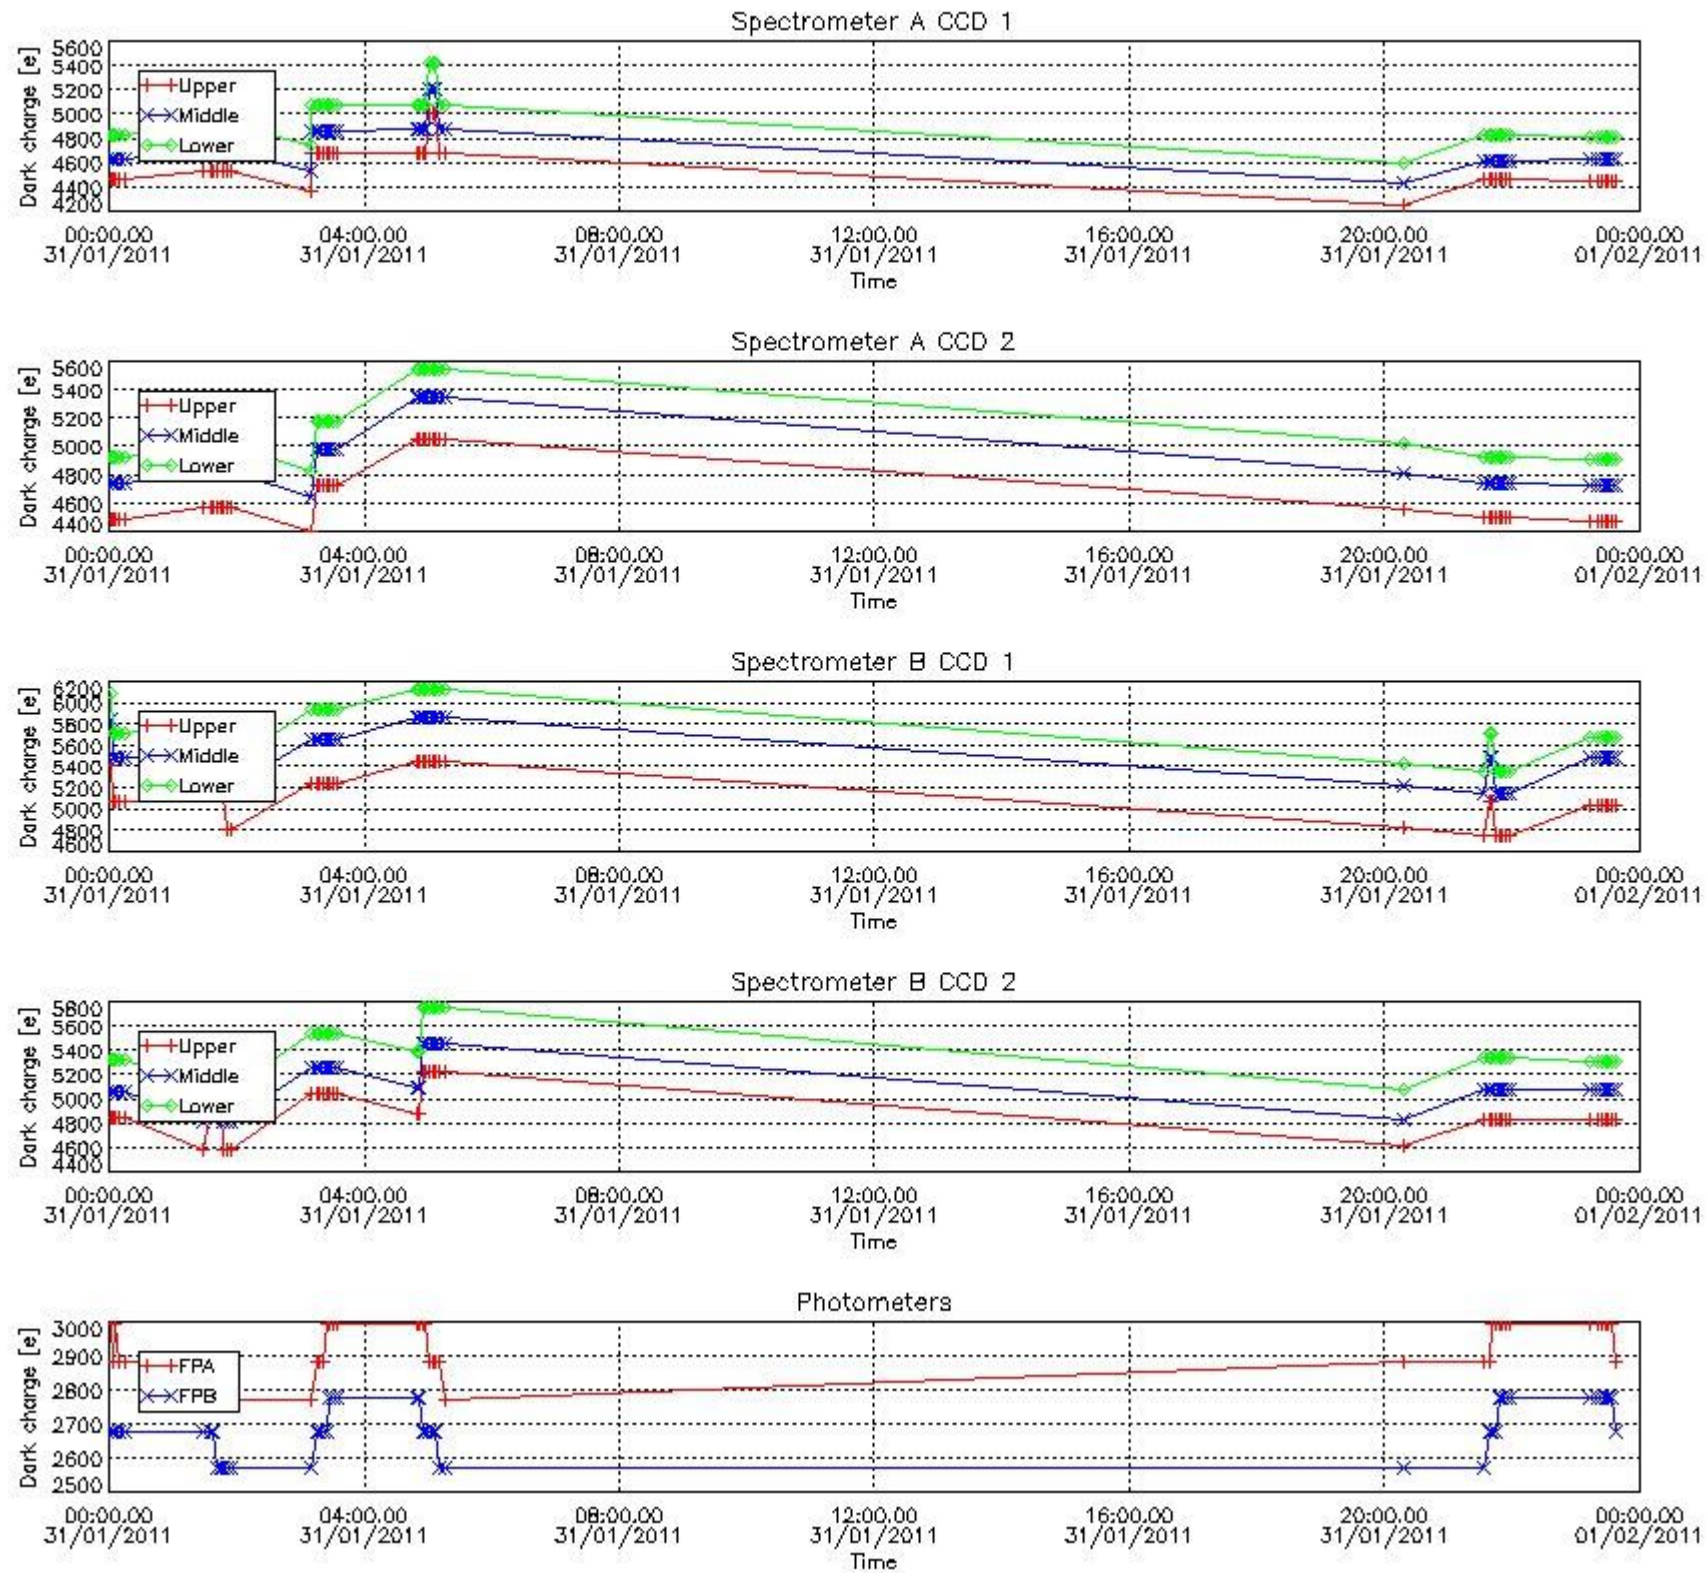 Spectrometer A CCD 1
Dark charge [e]
5600
5400
5200
5000
4800
4600
4400
4200
Upper
Middle
Lower
00:00.00 04:00.00 08:00.00 12:00.00 16:00.00 20:00.00 00:00.00
31/01/2011 31/01/2011 31/01/2011 31/01/2011 31/01/2011 31/01/2011 01/02/2011
Time
Spectrometer A CCD 2
Dark charge [e]
5600
5400
5200
5000
4800
4600
4400
Upper
Middle
Lower
00:00.00 04:00.00 08:00.00 12:00.00 16:00.00 20:00.00 00:00.00
31/01/2011 31/01/2011 31/01/2011 31/01/2011 31/01/2011 31/01/2011 01/02/2011
Time
Spectrometer B CCD 1
Dark charge [e]
6200
6000
5800
5600
5400
5200
5000
4800
4600
Upper
Middle
Lower
00:00.00 04:00.00 08:00.00 12:00.00 16:00.00 20:00.00 00:00.00
31/01/2011 31/01/2011 31/01/2011 31/01/2011 31/01/2011 31/01/2011 01/02/2011
Time
Spectrometer B CCD 2
Dark charge [e]
5800
5600
5400
5200
5000
4800
4600
4400
Upper
Middle
Lower
00:00.00 04:00.00 08:00.00 12:00.00 16:00.00 20:00.00 00:00.00
31/01/2011 31/01/2011 31/01/2011 31/01/2011 31/01/2011 31/01/2011 01/02/2011
Time
Photometers
Dark charge [e]
3000
2900
2800
2700
2600
2500
FPA
FPB
00:00.00 04:00.00 08:00.00 12:00.00 16:00.00 20:00.00 00:00.00
31/01/2011 31/01/2011 31/01/2011 31/01/2011 31/01/2011 31/01/2011 01/02/2011
Time